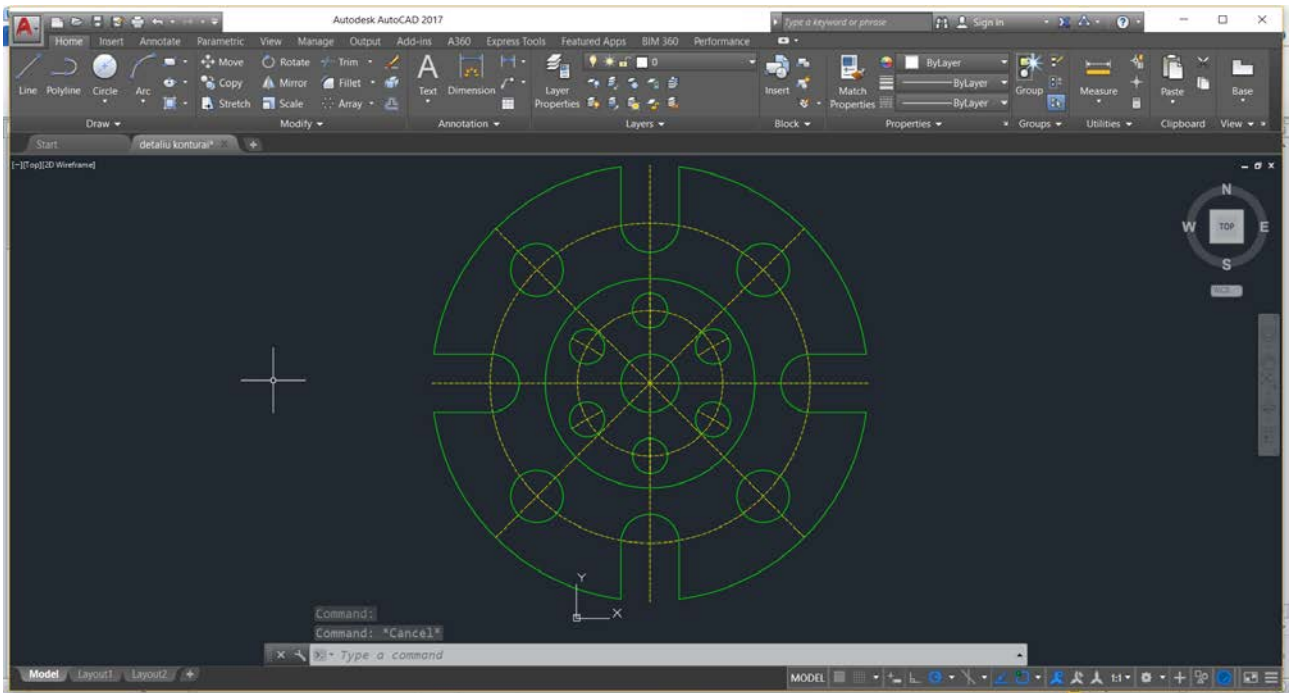 A Autodesk AutoCAD 2017 Type a keyword or phrase Sign In
Home Insert Annotate Parametric View Manage Output Add-ins A360 Express Tools Featured Apps BIM 360 Performance
Line Polyline Circle Arc
Move Rotate Trim
Copy Mirror Fillet
Stretch Scale Array
Text Dimension
Layer Properties
0
Insert
Match Properties
ByLayer
ByLayer
ByLayer
Group
Measure
Paste
Base
Draw Modify Annotation Layers Block Properties Groups Utilities Clipboard View
Start detaliu konturai*
[-][Top][2D Wireframe]
N
W TOP E
S
WCS
Y
X
Command:
Command: *Cancel*
Type a command
Model Layout1 Layout2 + MODEL 1:1